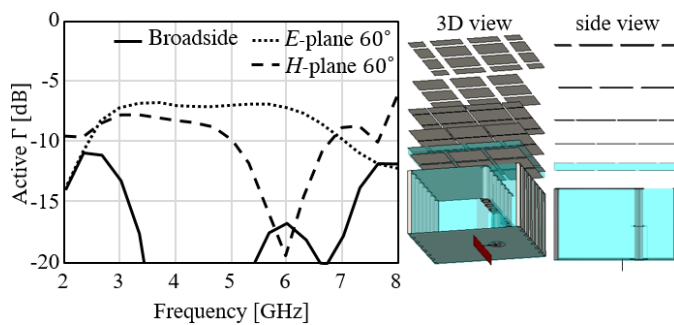 0
Broadside
E-plane 60°
H-plane 60°
-5
-10
-15
-20
Active Γ [dB]
2 3 4 5 6 7 8
Frequency [GHz]
3D view
side view